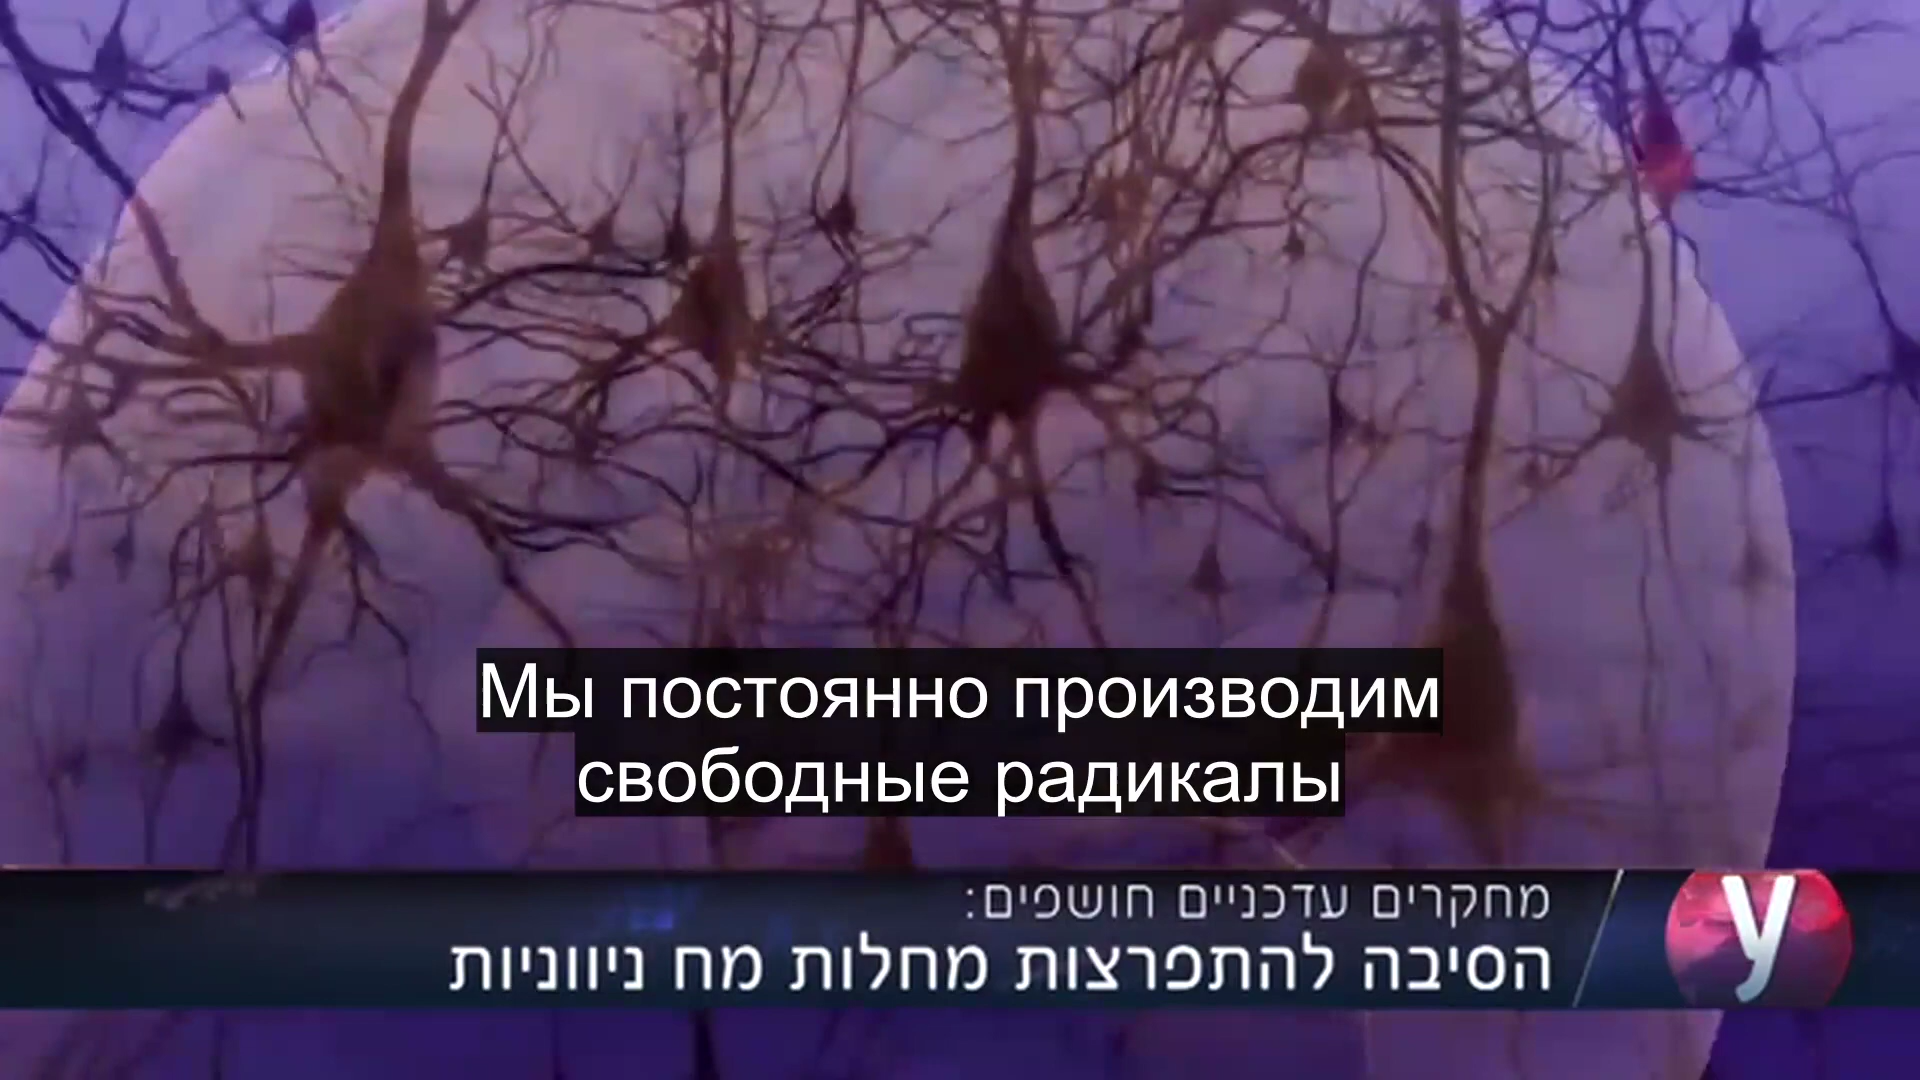 Мы постоянно производим
свободные радикалы
מחקרים עדכניים חושפים:
הסיבה להתפרצות מחלות מח ניווניות
y